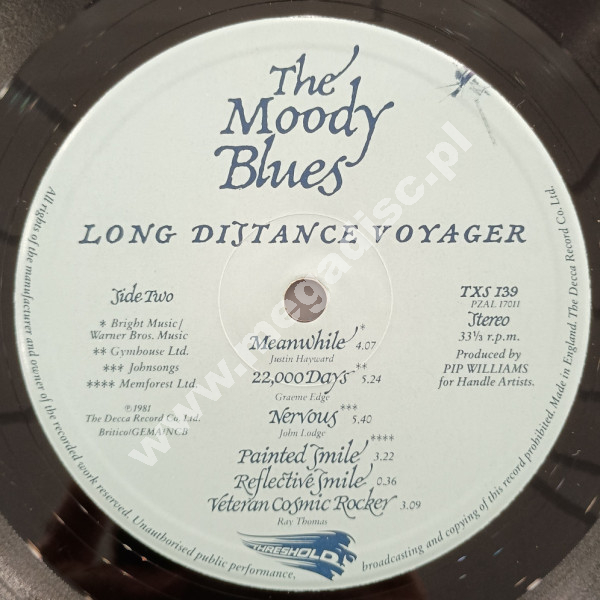 The
Moody
Blues
LONG DISTANCE VOYAGER
Side Two
* Bright Music/
Warner Bros. Music
** Gymhouse Ltd.
*** Johnsongs
**** Memforest Ltd.
℗ 1981
The Decca Record Co. Ltd.
Britico/GEMA/NCB
TXS 139
PZAL 17011
Stereo
33⅓ r.p.m.
Produced by
PIP WILLIAMS
for Handle Artists.
Meanwhile* 4.07
Justin Hayward
22,000 Days** 5.24
Graeme Edge
Nervous*** 5.40
John Lodge
Painted Smile**** 3.22
Reflective Smile 0.36
Veteran Cosmic Rocker 3.09
Ray Thomas
THRESHOLD
All rights of the manufacturer and owner of the recorded work reserved. Unauthorised public performance, broadcasting and copying of this record prohibited. Made in England. The Decca Record Co. Ltd.
www.megadisc.pl